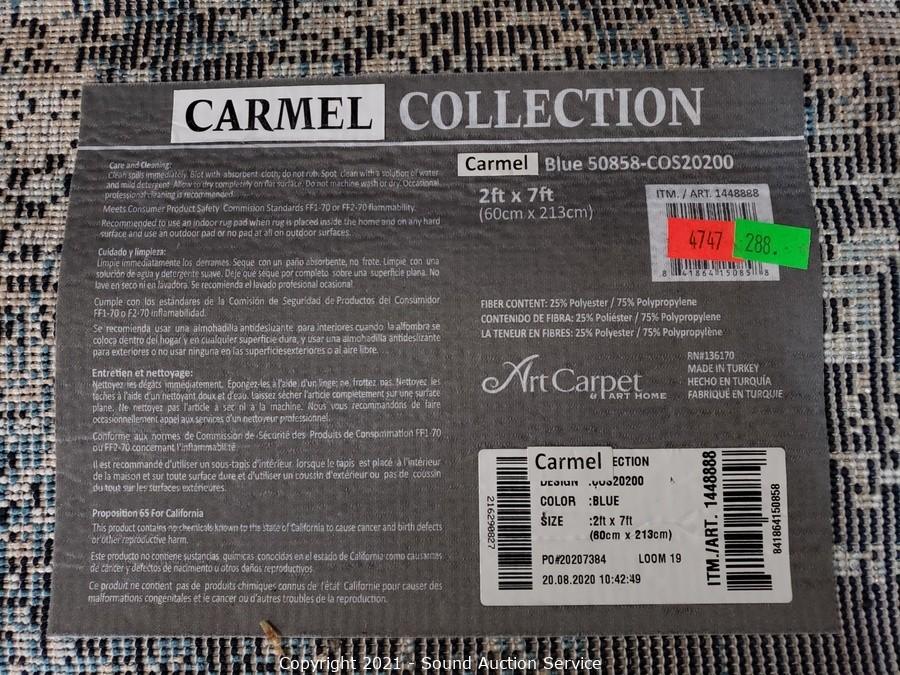 CARMEL COLLECTION
Care and Cleaning:
Clean spills immediately. Blot with absorbent cloth; do not rub. Spot clean with a solution of water
and mild detergent. Allow to dry completely on flat surface. Do not machine wash or dry. Occasional
professional cleaning is recommended.
Meets Consumer Product Safety Commision Standards FF1-70 or FF2-70 flammability.
Recommended to use an indoor rug pad when rug is placed inside the home and on any hard
surface and use an outdoor pad or no pad at all on outdoor surfaces.
Cuidado y limpieza:
Limpie immediatamente los derrames. Seque con un paño absorbente, no frote. Limpie con una
solución de agua y detergente suave. Deje que seque por completo sobre una superficie plana. No
lave en seco ni en lavadora. Se recomienda el lavado profesional ocasional.
Cumple con los estándares de la Comisión de Seguridad de Productos del Consumidor
FF1-70 o F2-70 inflamabilidad.
Se recomienda usar una almohadilla antideslizante para interiores cuando la alfombra se
coloca dentro del hogar y en cualquier superficie dura, y usar una almohadilla antideslizante
para exteriores o no usar ninguna en las superficiesexteriores o al aire libre.
Entretien et nettoyage:
Nettoyez les dégâts immédiatement. Épongez-les à l'aide d'un linge; ne frottez pas. Nettoyez les
taches à l'aide d'un nettoyant doux et d'eau. Laissez sécher l'article complètement sur une surface
plane. Ne nettoyez pas l'article à sec ni à la machine. Nous vous recommandons de faire
occasionnellement appel aux services d'un nettoyeur professionnel.
Conforme aux normes de Commission de Sécurité des Produits de Consommation FF1-70
ou FF2-70 concernant l'inflammabilité
Il est recommandé d'utiliser un sous-tapis d'intérieur lorsque le tapis est placé à l'intérieur
de la maison et sur toute surface dure et d'utiliser un coussin d'extérieur ou pas de coussin
du tout sur les surfaces extérieures.
Proposition 65 For California
This product contains no chemicals known to the state of California to cause cancer and birth defects
or other reproductive harm.
Este producto no contiene sustancias químicas conocidas en el estado de California como causantes
de cáncer y defectos de nacimiento u otros daños reproductivos.
Ce produit ne contient pas de produits chimiques connus de l'état Californie pour causer des
malformations congénitales et le cancer ou d'autres troubles de la reproduction.
Carmel Blue 50858-COS20200
2ft x 7ft
(60cm x 213cm)
ITM. / ART. 1448888
4747 288.
8 41864 15085 8
FIBER CONTENT: 25% Polyester / 75% Polypropylene
CONTENIDO DE FIBRA: 25% Poliéster / 75% Polypropylene
LA TENEUR EN FIBRES: 25% Polyester / 75% Polypropylène
Art Carpet
by ART HOME
RN#136170
MADE IN TURKEY
HECHO EN TURQUÍA
FABRIQUÉ EN TURQUIE
Carmel ECTION
DESIGN :COS20200
COLOR :BLUE
SIZE :2ft x 7ft
(60cm x 213cm)
PO#20207384 LOOM 19
20.08.2020 10:42:49
2162900827
ITM./ART. 1448888
841864150858
Copyright 2021 - Sound Auction Service